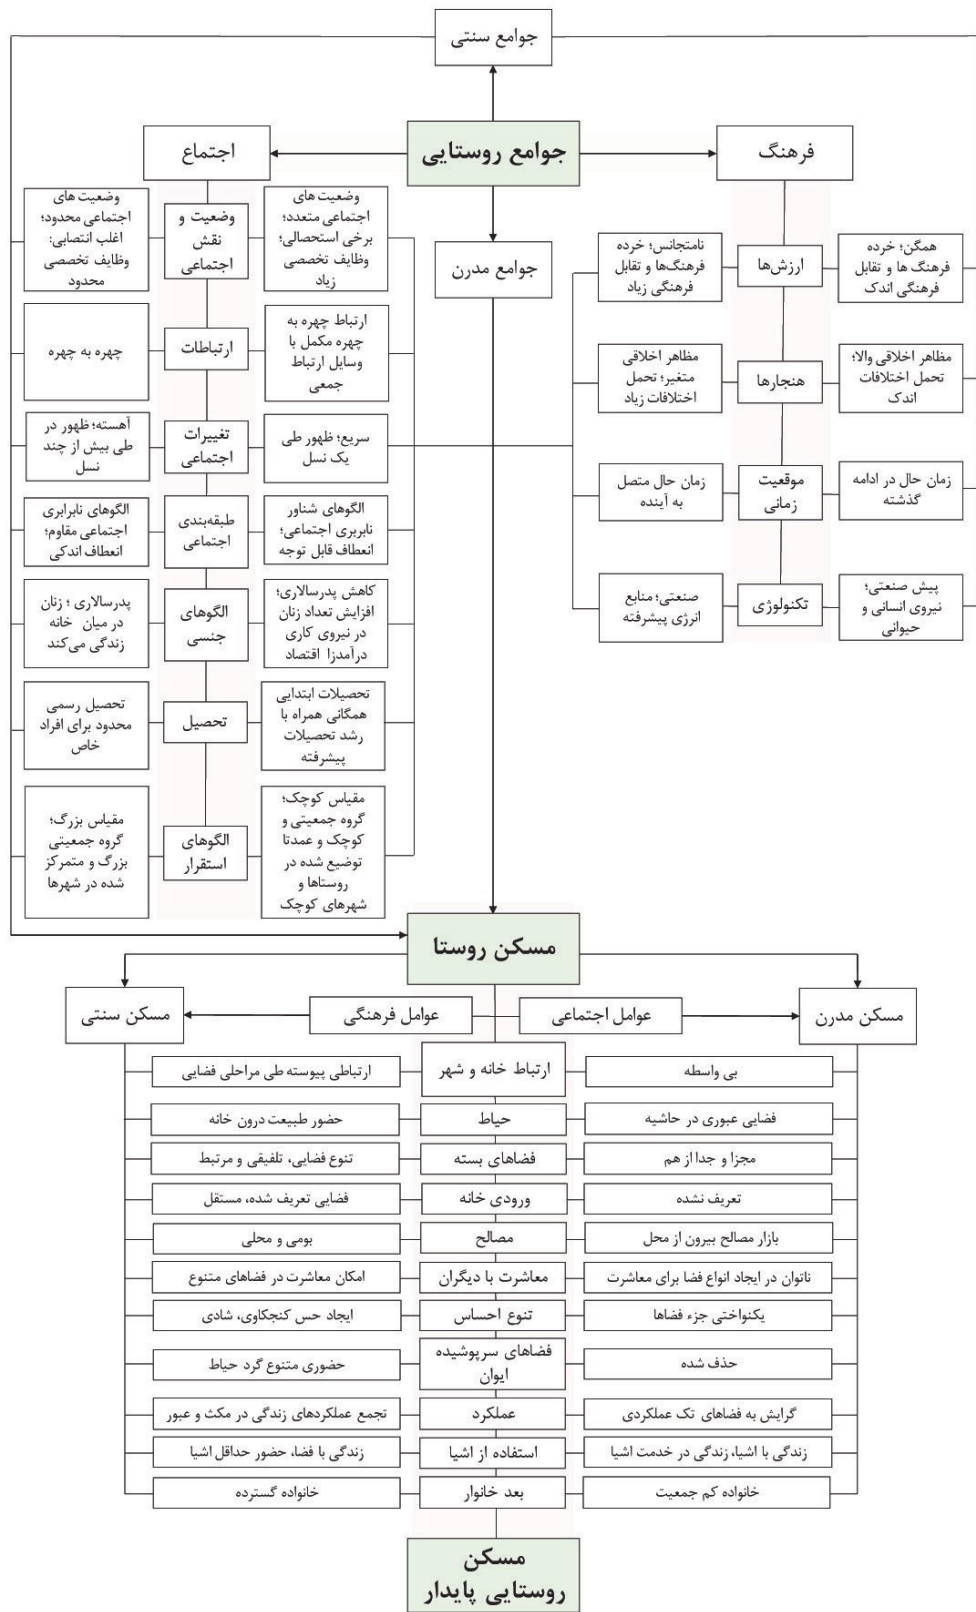 جوامع سنتی
فرهنگ
جوامع روستایی
اجتماع
جوامع مدرن
همگن؛ خرده
فرهنگ ها و تقابل
فرهنگی اندک
ارزش‌ها
نامتجانس؛ خرده
فرهنگ‌ها و تقابل
فرهنگی زیاد
مظاهر اخلاقی والا؛
تحمل اختلافات
اندک
هنجارها
مظاهر اخلاقی
متغیر؛ تحمل
اختلافات زیاد
زمان حال در ادامه
گذشته
موقعیت
زمانی
زمان حال متصل
به آینده
پیش صنعتی؛
نیروی انسانی و
حیوانی
تکنولوژی
صنعتی؛ منابع
انرژی پیشرفته
وضعیت های
اجتماعی متعدد؛
برخی استحصالی؛
وظایف تخصصی
زیاد
وضعیت و
نقش
اجتماعی
وضعیت های
اجتماعی محدود؛
اغلب انتصابی:
وظایف تخصصی
محدود
ارتباط چهره به
چهره مکمل با
وسایل ارتباط
جمعی
ارتباطات
چهره به چهره
سریع؛ ظهور طی
یک نسل
تغییرات
اجتماعی
آهسته؛ ظهور در
طی بیش از چند
نسل
الگوهای شناور
نابربری اجتماعی؛
انعطاف قابل توجه
طبقه‌بندی
اجتماعی
الگوهای نابرابری
اجتماعی مقاوم؛
انعطاف اندکی
کاهش پدرسالاری؛
افزایش تعداد زنان
در نیروی کاری
درآمدزا اقتصاد
الگوهای
جنسی
پدرسالاری ؛ زنان
در میان خانه
زندگی می‌کند
تحصیلات ابتدایی
همگانی همراه با
رشد تحصیلات
پیشرفته
تحصیل
تحصیل رسمی
محدود برای افراد
خاص
مقیاس کوچک؛
گروه جمعیتی و
کوچک و عمدتا
توضیع شده در
روستاها و
شهرهای کوچک
الگوهای
استقرار
مقیاس بزرگ؛
گروه جمعیتی
بزرگ و متمرکز
شده در شهرها
مسکن روستا
مسکن مدرن
عوامل اجتماعی
عوامل فرهنگی
مسکن سنتی
بی واسطه
ارتباط خانه و شهر
ارتباطی پیوسته طی مراحلی فضایی
فضایی عبوری در حاشیه
حیاط
حضور طبیعت درون خانه
مجزا و جدا از هم
فضاهای بسته
تنوع فضایی، تلفیقی و مرتبط
تعریف نشده
ورودی خانه
فضایی تعریف شده، مستقل
بازار مصالح بیرون از محل
مصالح
بومی و محلی
ناتوان در ایجاد انواع فضا برای معاشرت
معاشرت با دیگران
امکان معاشرت در فضاهای متنوع
یکنواختی جزء فضاها
تنوع احساس
ایجاد حس کنجکاوی، شادی
حذف شده
فضاهای سرپوشیده
ایوان
حضوری متنوع گرد حیاط
گرایش به فضاهای تک عملکردی
عملکرد
تجمع عملکردهای زندگی در مکث و عبور
زندگی با اشیا، زندگی در خدمت اشیا
استفاده از اشیا
زندگی با فضا، حضور حداقل اشیا
خانواده کم جمعیت
بعد خانوار
خانواده گسترده
مسکن
روستایی پایدار